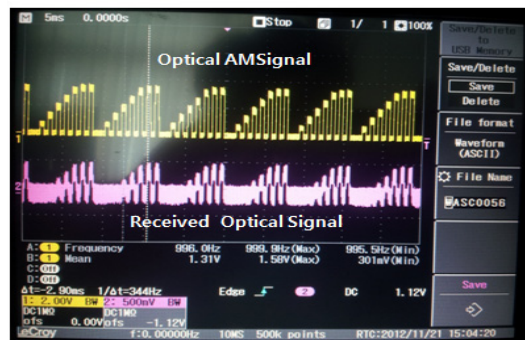 5ms 0.0000s Stop 1/ 1 100%
Save/Delete
to
USB Memory
Optical AMSignal
Save/Delete
Save
Delete
File format
Waveform
(ASCII)
File Name
ASC0056
1
T
2
Received Optical Signal
A: 1 Frequency 996.0Hz 999.9Hz(Max) 995.5Hz(Min)
B: 1 Mean 1.31V 1.58V(Max) 301mV(Min)
C: Off
D: Off
Δt=-2.90ms 1/Δt=344Hz Edge 2 DC 1.12V
Save
1: 2.00V BW 2: 500mV BW
DC1MΩ DC1MΩ
ofs 0.00V ofs -1.12V
LeCroy f:0.00000Hz 10MS 500k points RTC:2012/11/21 15:04:20